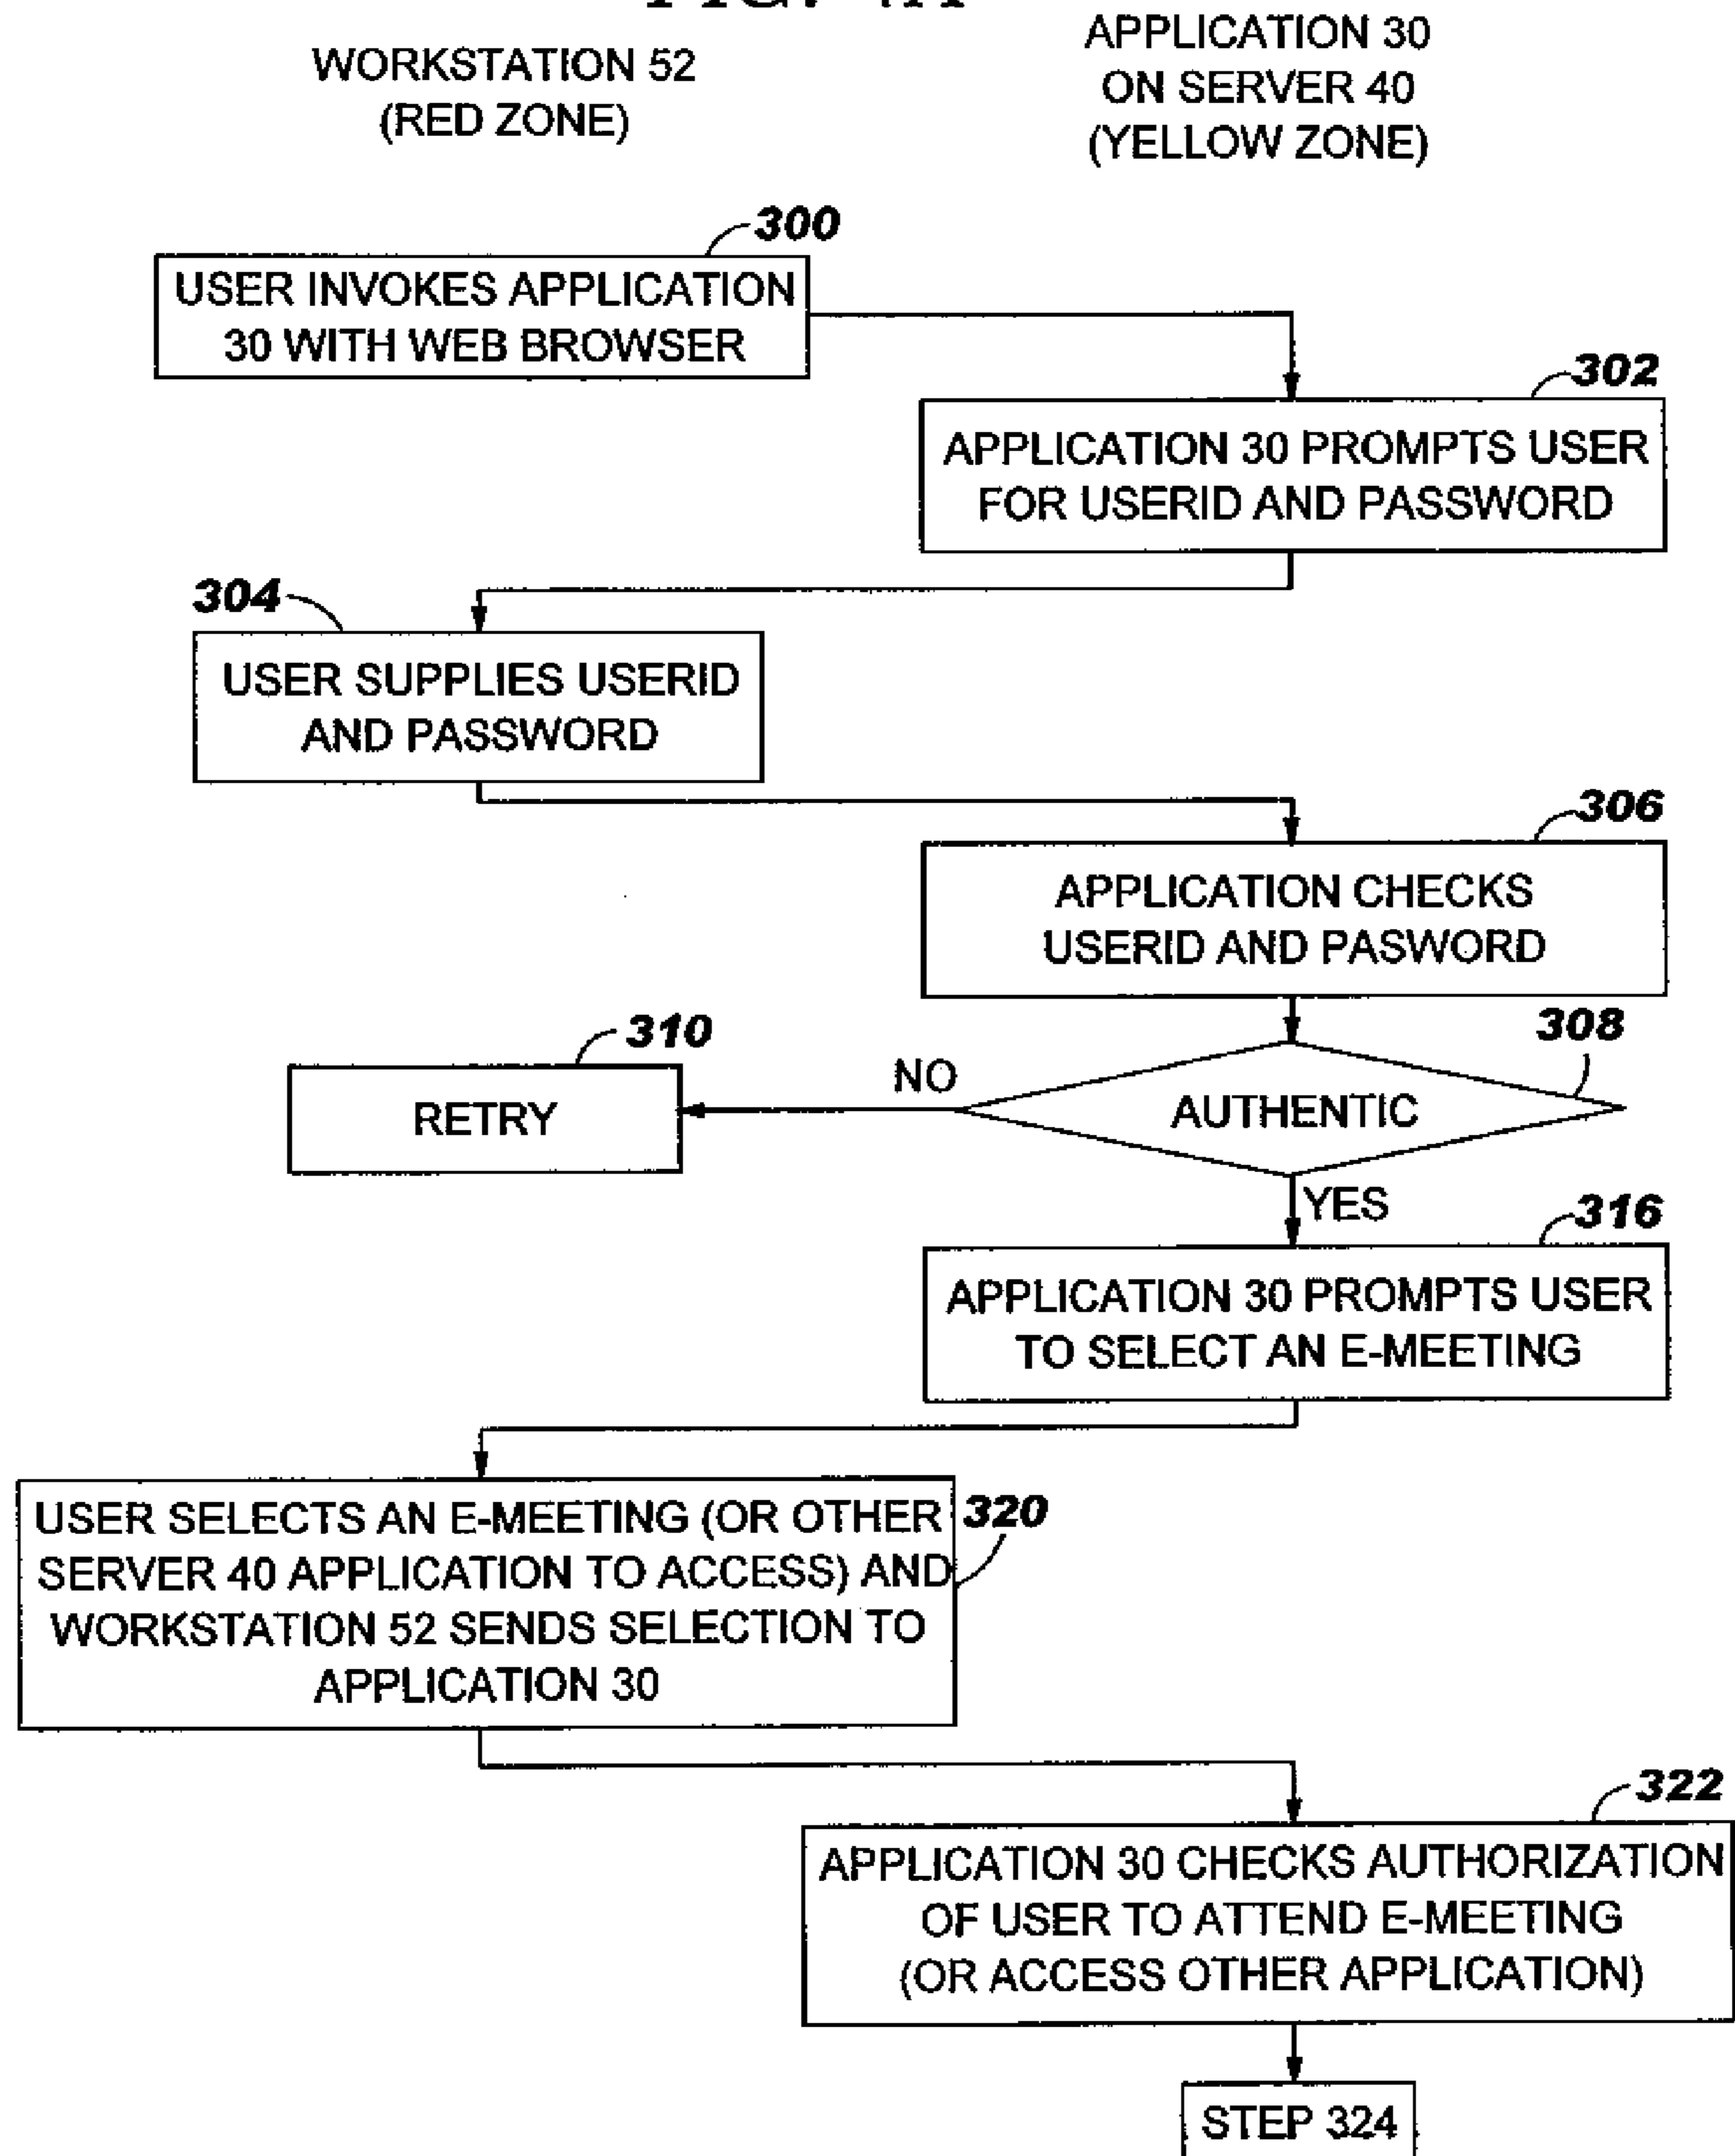 WORKSTATION 52
(RED ZONE)
APPLICATION 30
ON SERVER 40
(YELLOW ZONE)
300
USER INVOKES APPLICATION
30 WITH WEB BROWSER
302
APPLICATION 30 PROMPTS USER
FOR USERID AND PASSWORD
304
USER SUPPLIES USERID
AND PASSWORD
306
APPLICATION CHECKS
USERID AND PASWORD
308
AUTHENTIC
NO
310
RETRY
YES
316
APPLICATION 30 PROMPTS USER
TO SELECT AN E-MEETING
320
USER SELECTS AN E-MEETING (OR OTHER
SERVER 40 APPLICATION TO ACCESS) AND
WORKSTATION 52 SENDS SELECTION TO
APPLICATION 30
322
APPLICATION 30 CHECKS AUTHORIZATION
OF USER TO ATTEND E-MEETING
(OR ACCESS OTHER APPLICATION)
STEP 324